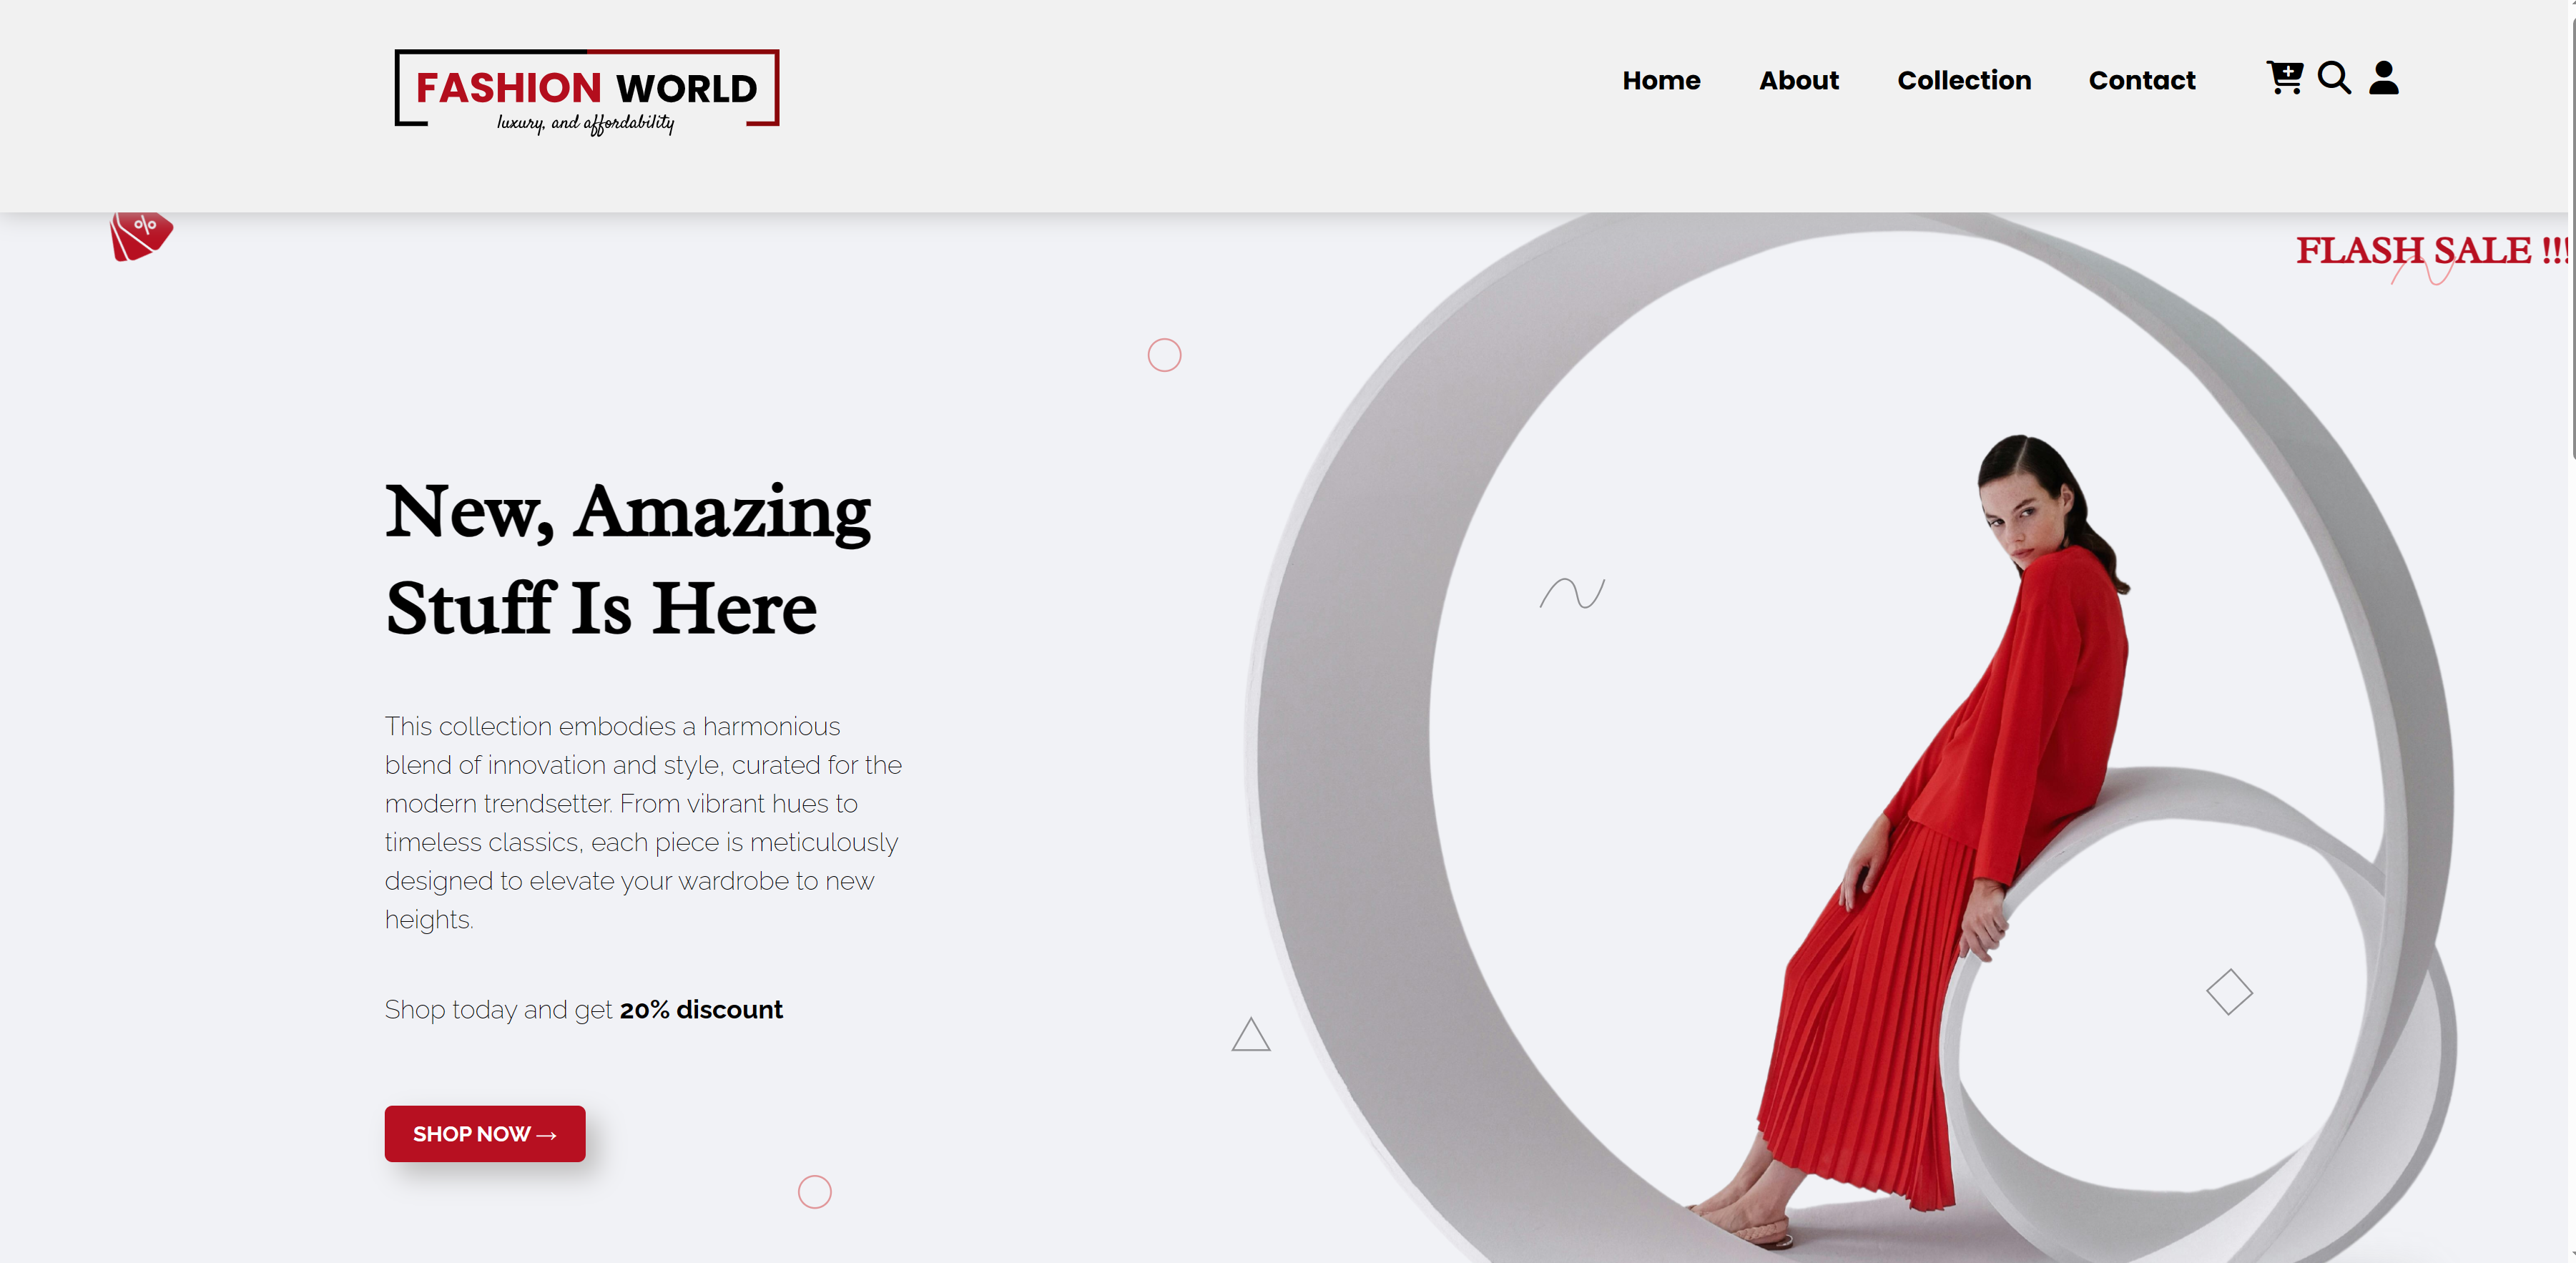 FASHION WORLD
luxury, and affordability
Home About Collection Contact
%
FLASH SALE !!!
New, Amazing
Stuff Is Here
This collection embodies a harmonious
blend of innovation and style, curated for the
modern trendsetter. From vibrant hues to
timeless classics, each piece is meticulously
designed to elevate your wardrobe to new
heights.
Shop today and get 20% discount
SHOP NOW →